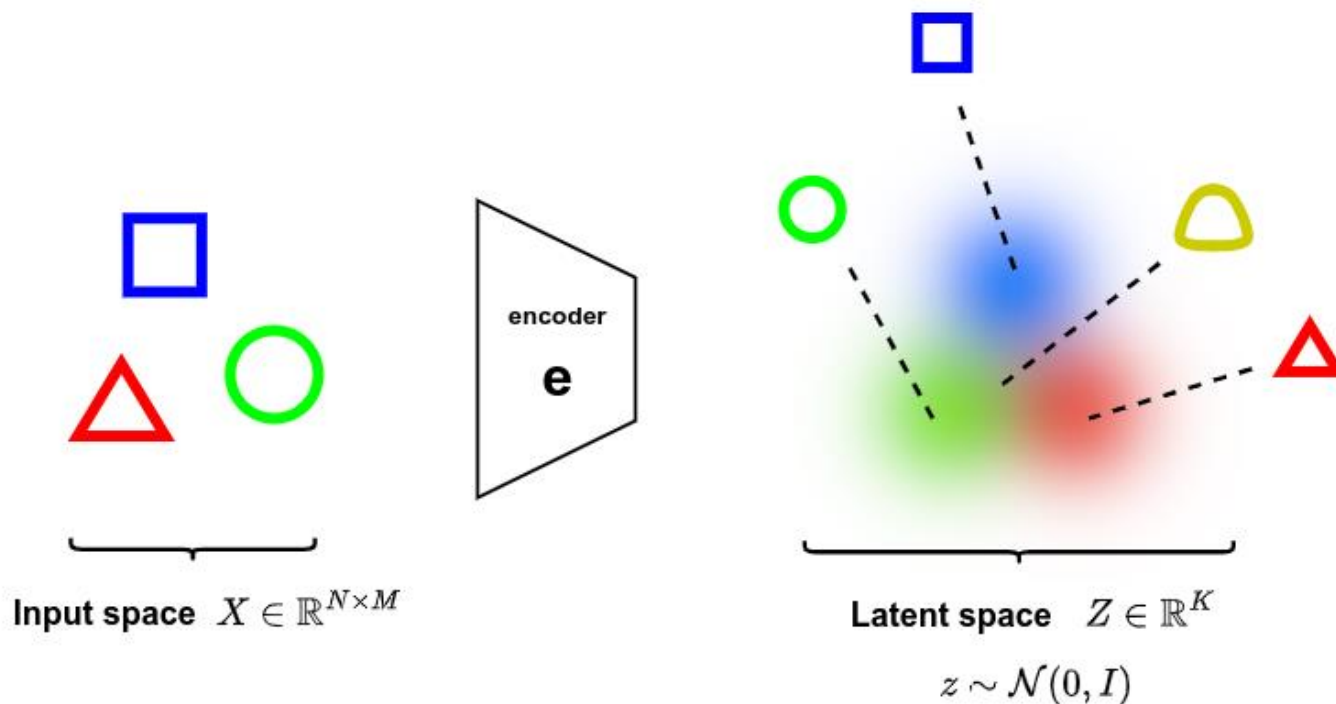 encoder
e
Input space X ∈ ℝ^{N×M}
Latent space Z ∈ ℝ^K
z ∼ 𝒩(0, I)